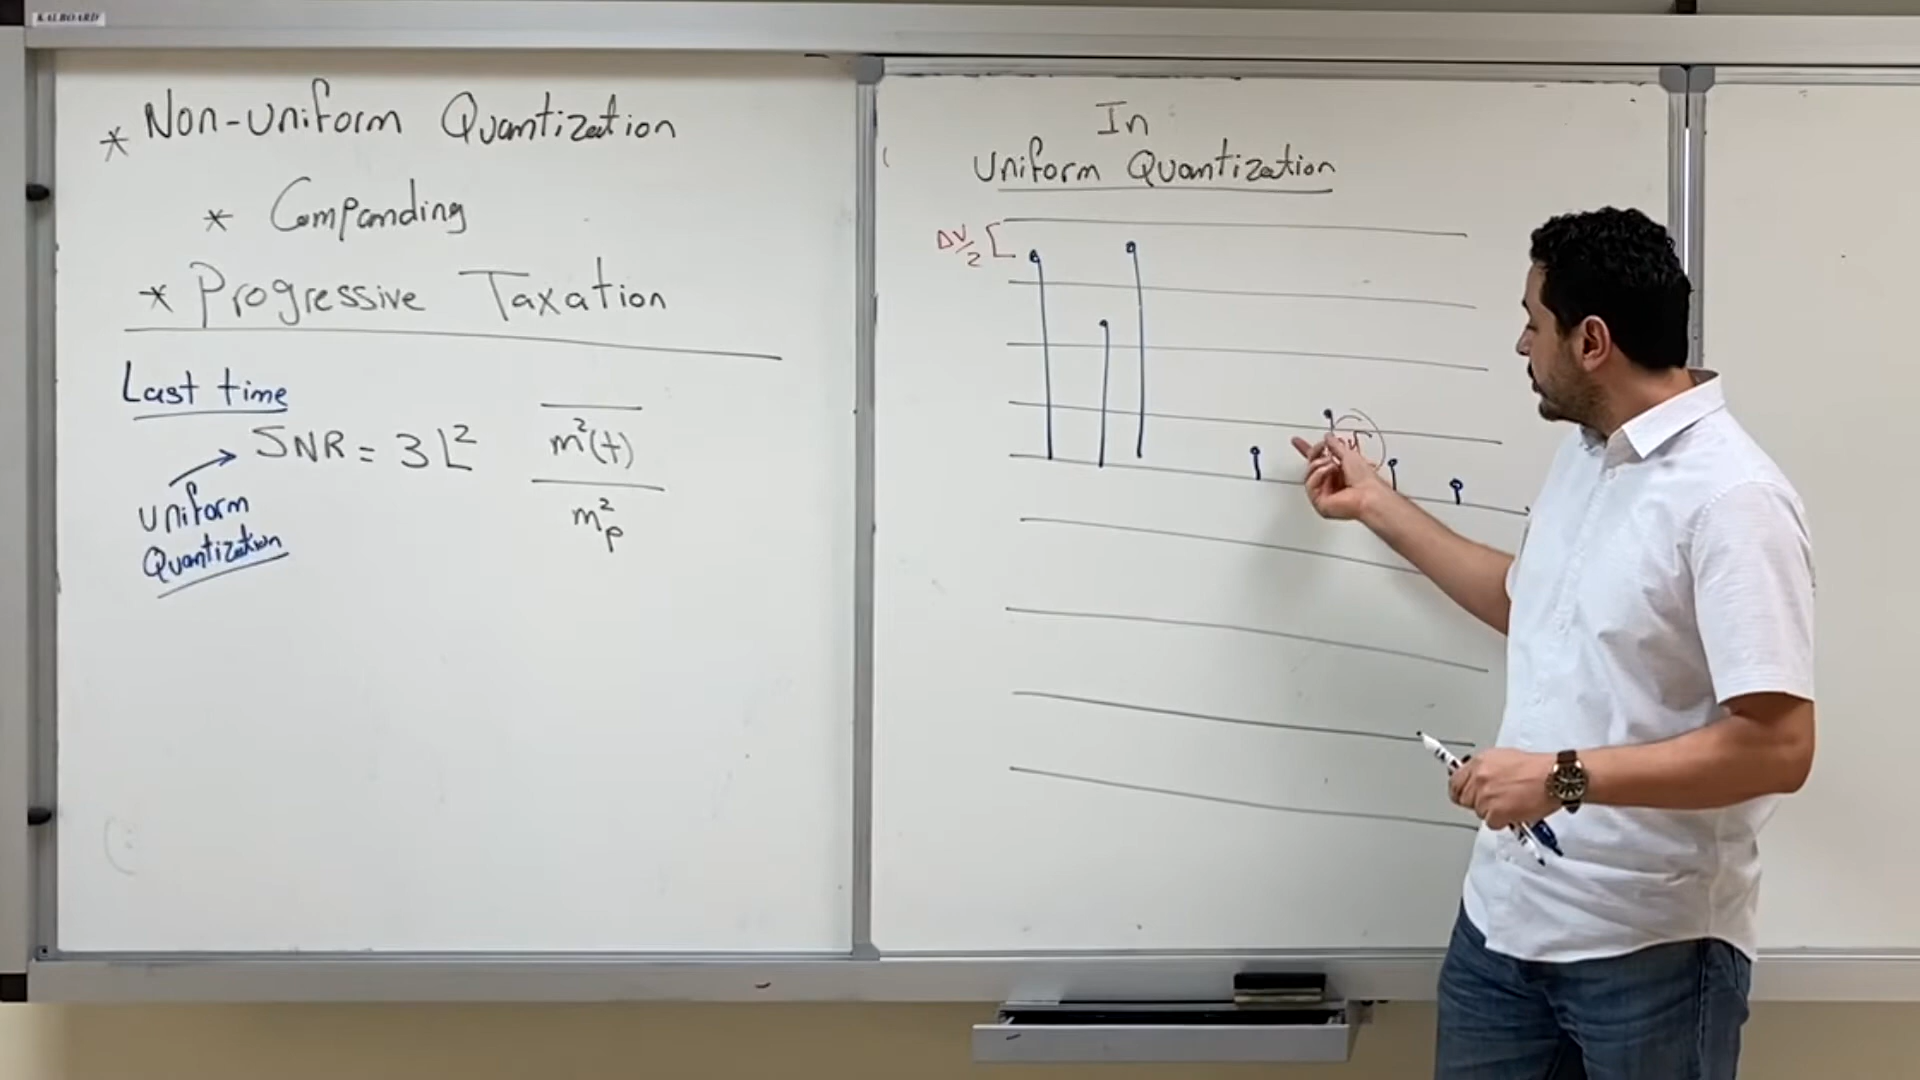 KALBOARD
* Non-uniform Quantization
* Companding
* Progressive Taxation
Last time
SNR = 3L² m²(t) / m²p
uniform
Quantization
In
Uniform Quantization
ΔV/2